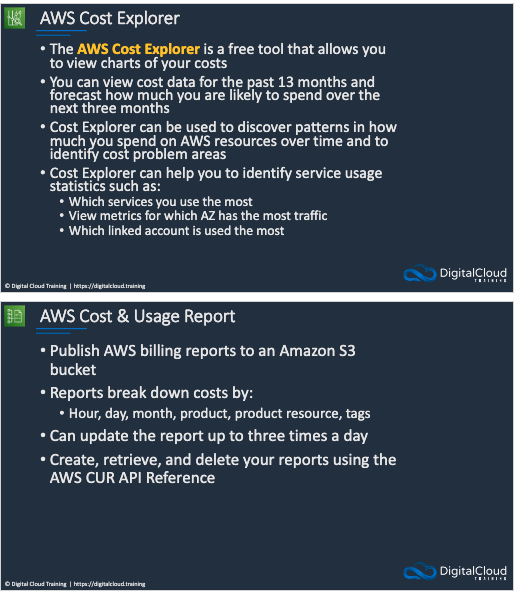 AWS Cost Explorer
• The AWS Cost Explorer is a free tool that allows you
to view charts of your costs
• You can view cost data for the past 13 months and
forecast how much you are likely to spend over the
next three months
• Cost Explorer can be used to discover patterns in how
much you spend on AWS resources over time and to
identify cost problem areas
• Cost Explorer can help you to identify service usage
statistics such as:
• Which services you use the most
• View metrics for which AZ has the most traffic
• Which linked account is used the most
DigitalCloud
TRAINING
© Digital Cloud Training | https://digitalcloud.training
AWS Cost & Usage Report
• Publish AWS billing reports to an Amazon S3
bucket
• Reports break down costs by:
• Hour, day, month, product, product resource, tags
• Can update the report up to three times a day
• Create, retrieve, and delete your reports using the
AWS CUR API Reference
DigitalCloud
TRAINING
© Digital Cloud Training | https://digitalcloud.training